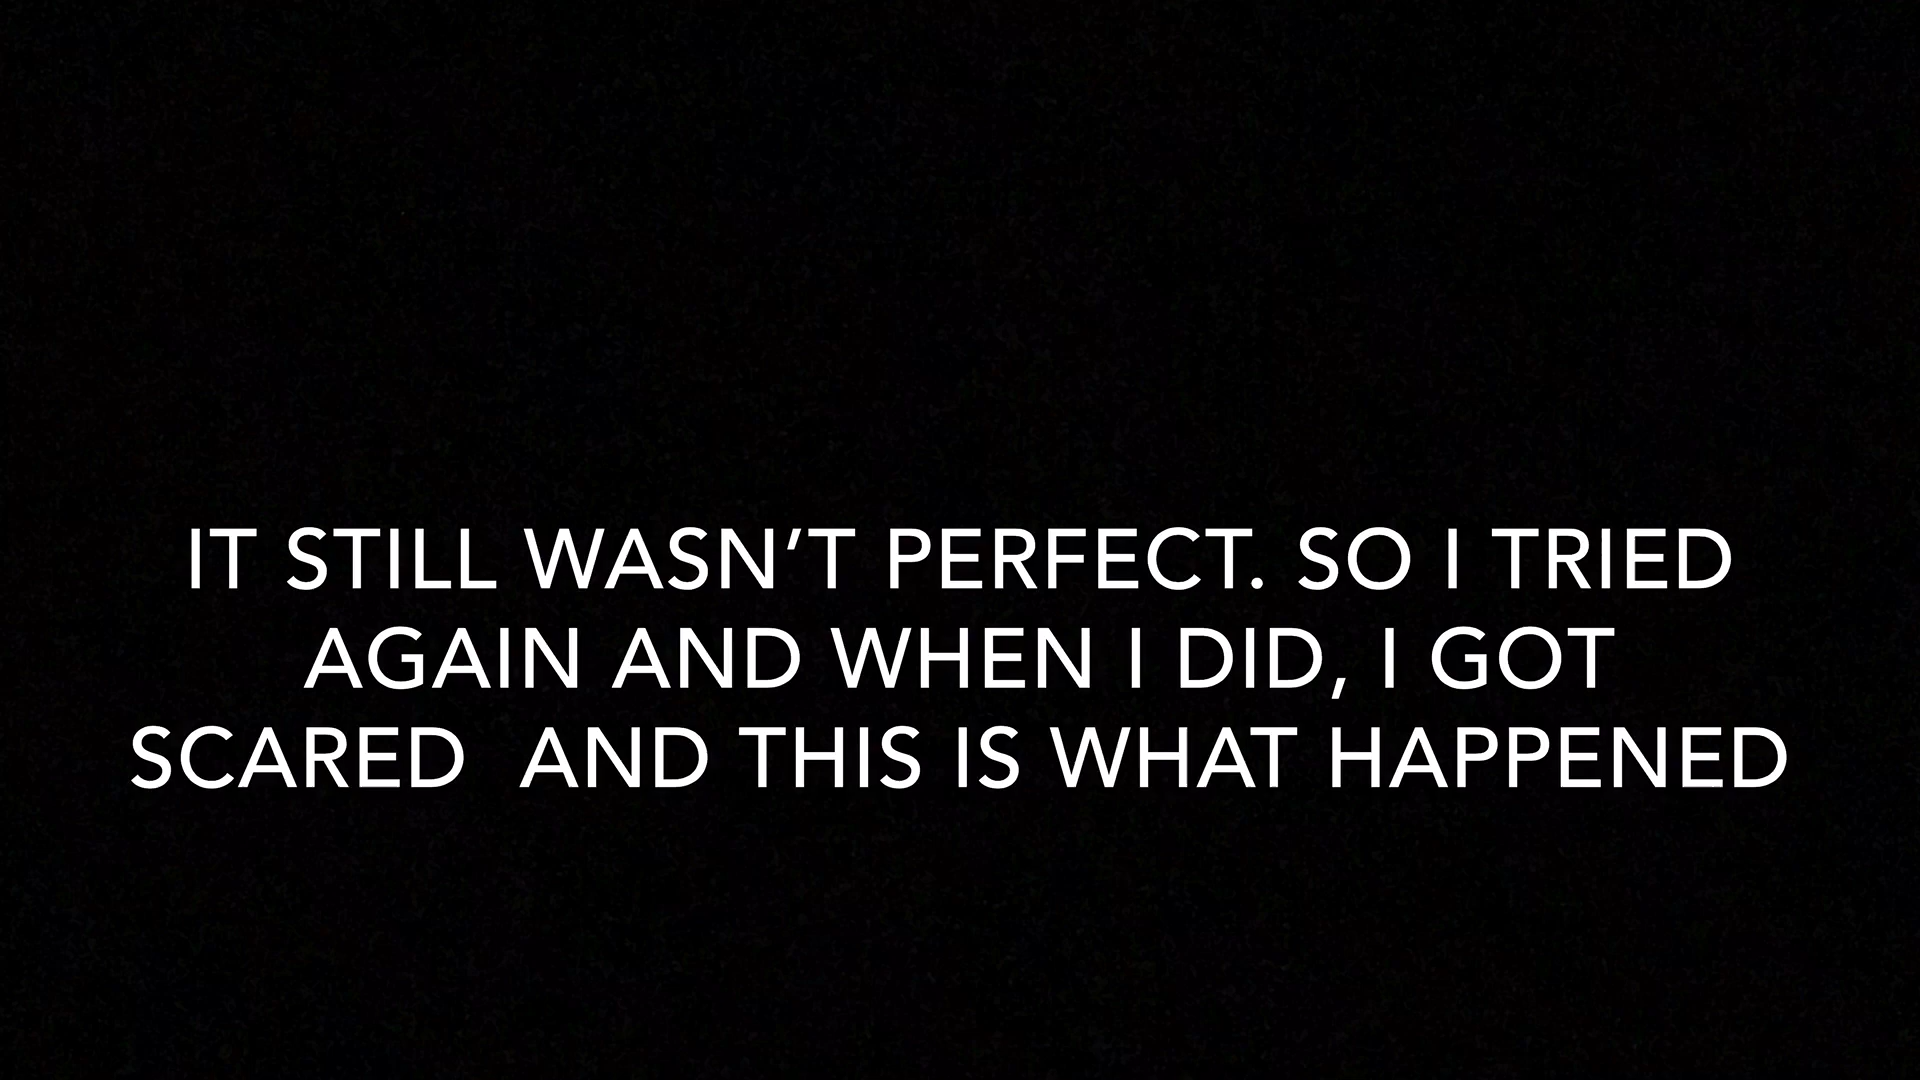 IT STILL WASN’T PERFECT. SO I TRIED
AGAIN AND WHEN I DID, I GOT
SCARED  AND THIS IS WHAT HAPPENED